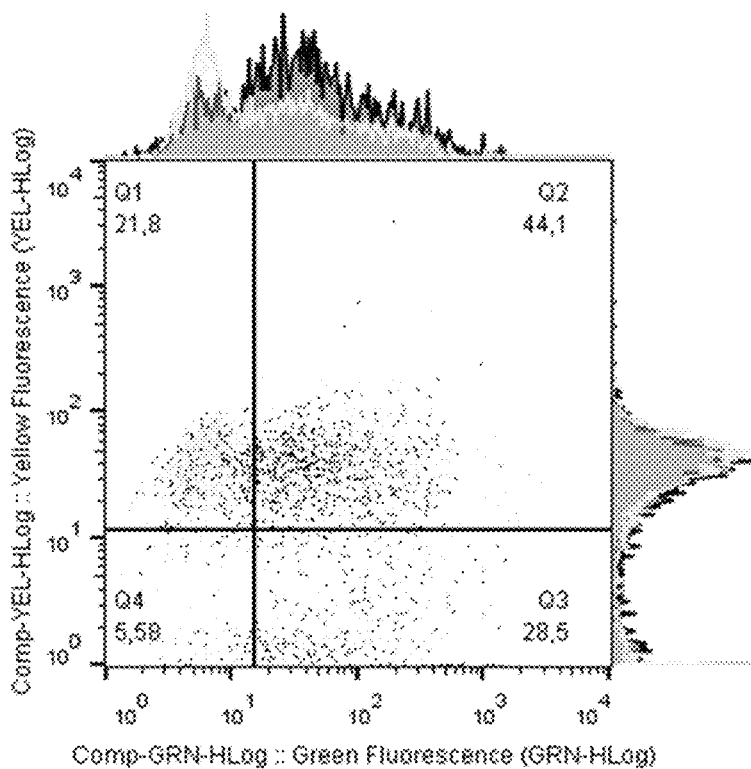 Q1
21,8
Q2
44,1
Q4
5,59
Q3
28,5
10^4
10^3
10^2
10^1
10^0
10^0
10^1
10^2
10^3
10^4
Comp-YEL-HLog :: Yellow Fluorescence (YEL-HLog)
Comp-GRN-HLog :: Green Fluorescence (GRN-HLog)